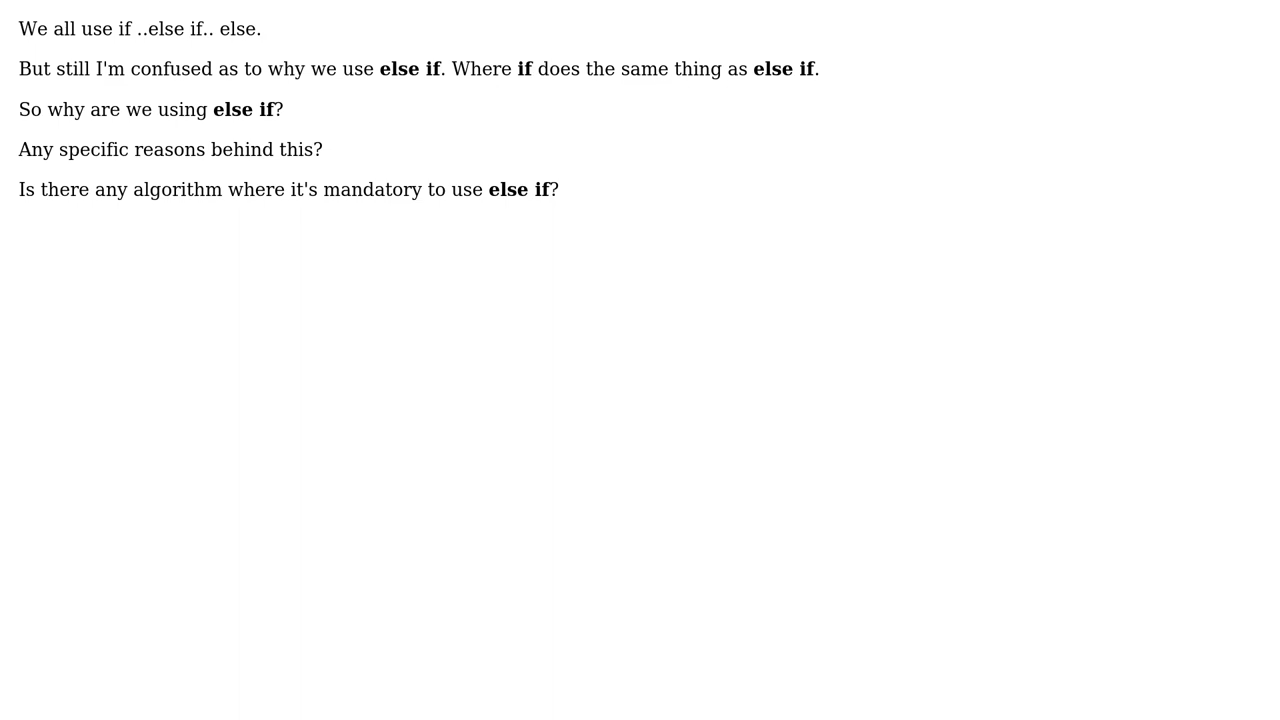 We all use if ..else if.. else.
But still I'm confused as to why we use else if. Where if does the same thing as else if.
So why are we using else if?
Any specific reasons behind this?
Is there any algorithm where it's mandatory to use else if?